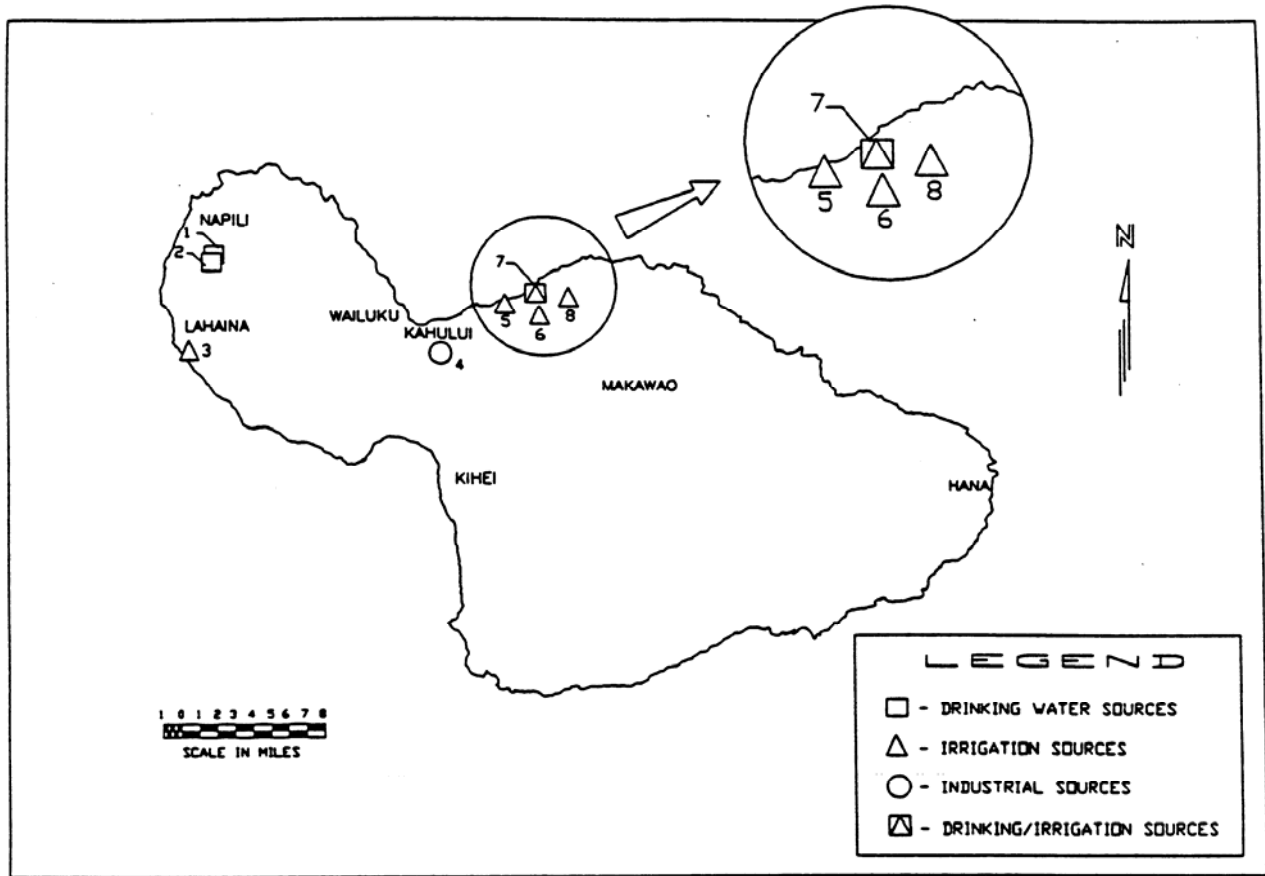 7
5
6
8
N
NAPILI
1
2
7
5
6
8
WAILUKU
KAHULUI
4
LAHAINA
3
MAKAWAO
KIHEI
HANA
1 0 1 2 3 4 5 6 7 8
SCALE IN MILES
LEGEND
- DRINKING WATER SOURCES
- IRRIGATION SOURCES
- INDUSTRIAL SOURCES
- DRINKING/IRRIGATION SOURCES